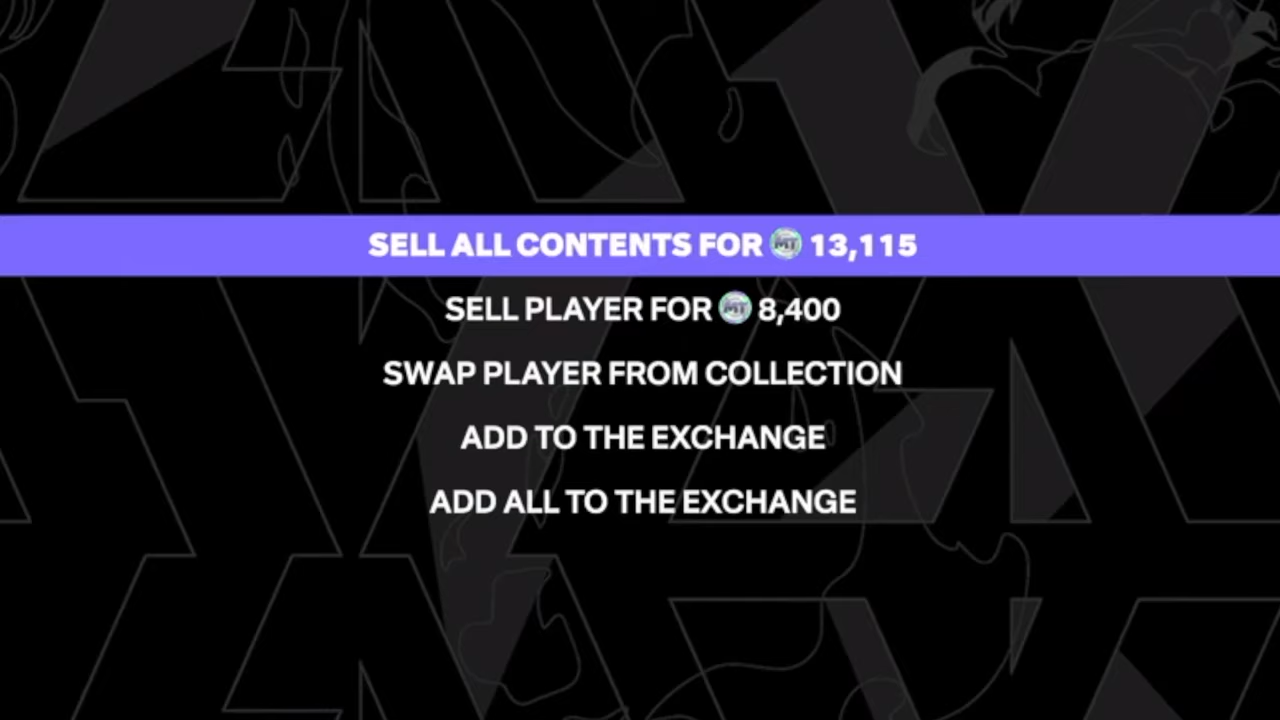 SELL ALL CONTENTS FOR MT 13,115
SELL PLAYER FOR MT 8,400
SWAP PLAYER FROM COLLECTION
ADD TO THE EXCHANGE
ADD ALL TO THE EXCHANGE